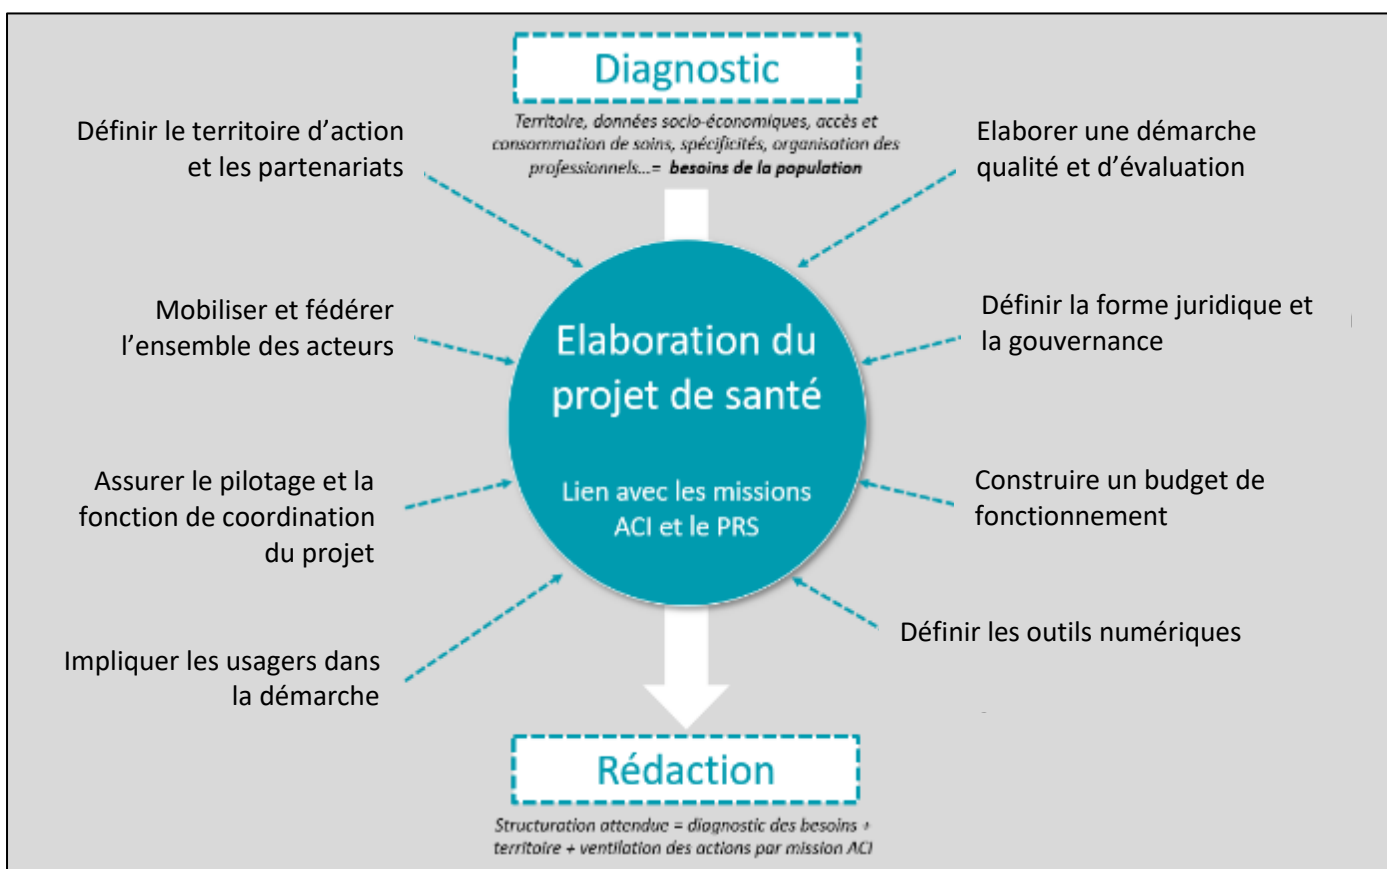 Diagnostic
Territoire, données socio-économiques, accès et
consommation de soins, spécificités, organisation des
professionnels...= besoins de la population
Définir le territoire d’action
et les partenariats
Mobiliser et fédérer
l’ensemble des acteurs
Assurer le pilotage et la
fonction de coordination
du projet
Impliquer les usagers dans
la démarche
Elaboration du
projet de santé
Lien avec les missions
ACI et le PRS
Elaborer une démarche
qualité et d’évaluation
Définir la forme juridique et
la gouvernance
Construire un budget de
fonctionnement
Définir les outils numériques
Rédaction
Structuration attendue = diagnostic des besoins +
territoire + ventilation des actions par mission ACI